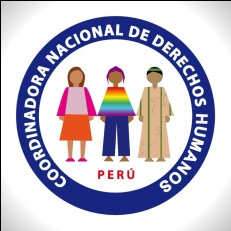 COORDINADORA NACIONAL DE DERECHOS HUMANOS
PERÚ